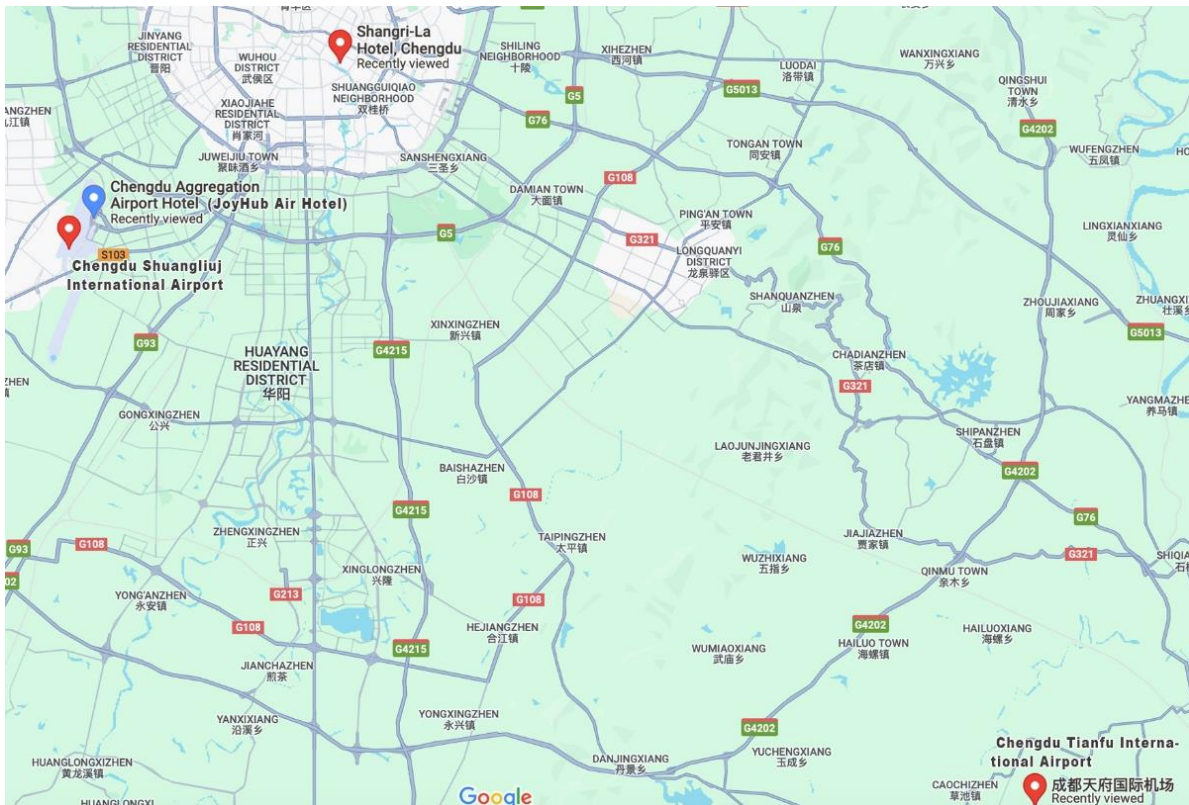 JINYANG
RESIDENTIAL
DISTRICT
晋阳
WUHOU
DISTRICT
武侯区
Shangri-La
Hotel, Chengdu
Recently viewed
SHILING
NEIGHBORHOOD
十陵
XIHEZHEN
西河镇
LUODAI
洛带镇
WANXINGXIANG
万兴乡
QINGSHUI
TOWN
清水乡
SHUANGGUIQIAO
NEIGHBORHOOD
双桂桥
XIAOJIAHE
RESIDENTIAL
DISTRICT
肖家河
G5
G5013
G76
G4202
JUWEIJIU TOWN
聚味酒乡
SANSHENGXIANG
三圣乡
TONGAN TOWN
同安镇
WUFENGZHEN
五凤镇
G108
Chengdu Aggregation
Airport Hotel (JoyHub Air Hotel)
Recently viewed
DAMIAN TOWN
大面镇
PING'AN TOWN
平安镇
LINGXIANXIANG
灵仙乡
S103
G5
G321
G76
LONGQUANYI
DISTRICT
龙泉驿区
Chengdu Shuangliuj
International Airport
SHANQUANZHEN
山泉
ZHOUJIAXIANG
周家乡
G5013
XINXINGZHEN
新兴镇
G93
G4215
HUAYANG
RESIDENTIAL
DISTRICT
华阳
CHADIANZHEN
茶店镇
G321
GONGXINGZHEN
公兴
YANGMAZHE
养马镇
SHIPANZHEN
石盘镇
LAOJUNJINGXIANG
老君井乡
BAISHAZHEN
白沙镇
G4202
G108
G4215
G76
ZHENGXINGZHEN
正兴
TAIPINGZHEN
太平镇
JIAJIAZHEN
贾家镇
G93
G108
WUZHIXIANG
五指乡
G321
SHIQIA
XINGLONGZHEN
兴隆
QINMU TOWN
亲木乡
02
G213
G108
YONG'ANZHEN
永安镇
G108
HEJIANGZHEN
合江镇
G4202
HAILUOXIANG
海螺乡
G4215
WUMIAOXIANG
武庙乡
HAILUO TOWN
海螺镇
JIANCHAZHEN
煎茶
YANXIXIANG
沿溪乡
YONGXINGZHEN
永兴镇
G4202
DANJINGXIANG
丹景乡
YUCHENGXIANG
玉成乡
Chengdu Tianfu Interna-
tional Airport
HUANGLONGXIZHEN
黄龙溪镇
CAOCHIZHEN
草池镇
成都天府国际机场
Recently viewed
Google